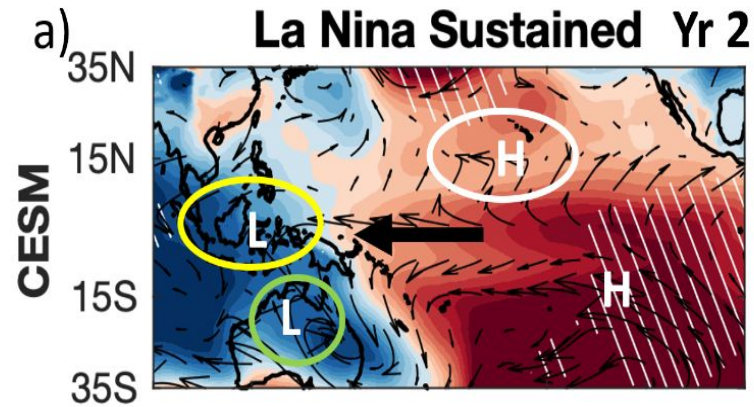 a) La Nina Sustained Yr 2
35N
15N
H
L
CESM
15S
H
L
35S